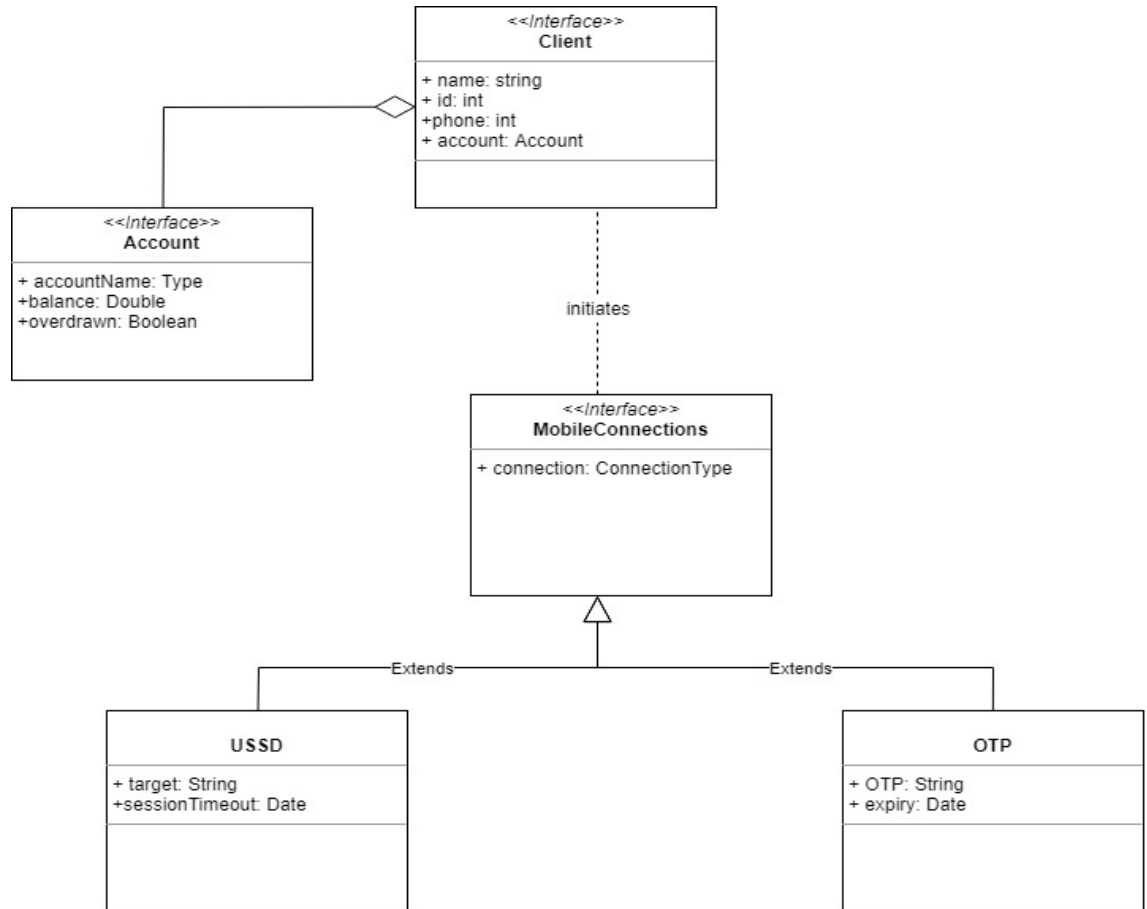 <<Interface>>
Client
+ name: string
+ id: int
+phone: int
+ account: Account
<<Interface>>
Account
+ accountName: Type
+balance: Double
+overdrawn: Boolean
initiates
<<Interface>>
MobileConnections
+ connection: ConnectionType
Extends
Extends
USSD
+ target: String
+sessionTimeout: Date
OTP
+ OTP: String
+ expiry: Date